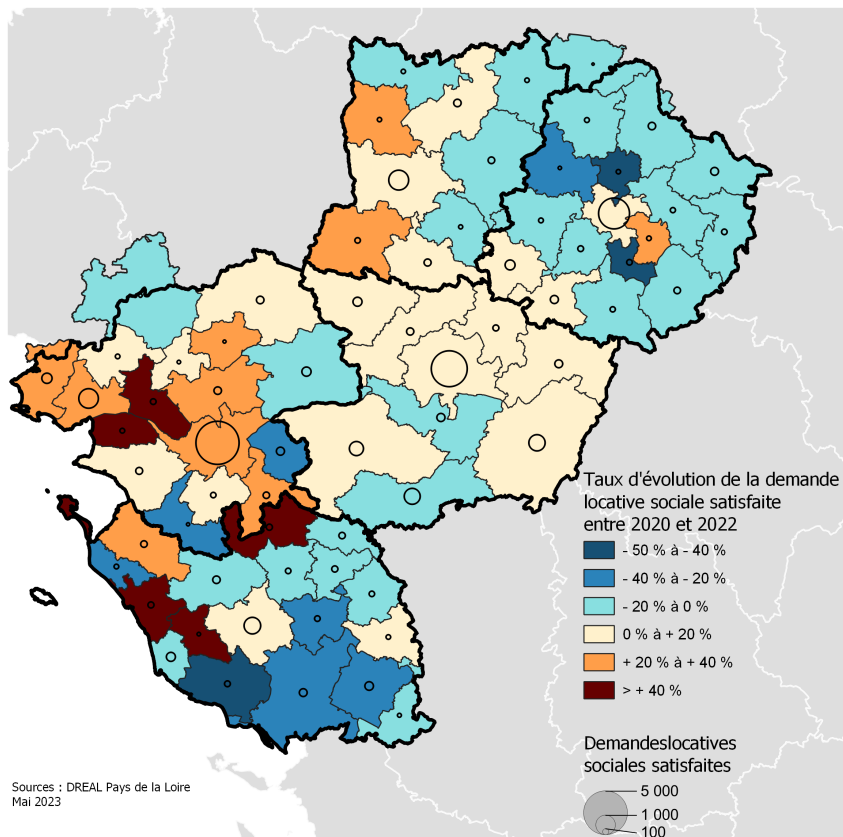 Taux d'évolution de la demande
locative sociale satisfaite
entre 2020 et 2022
- 50 % à - 40 %
- 40 % à - 20 %
- 20 % à 0 %
0 % à + 20 %
+ 20 % à + 40 %
> + 40 %
Demandeslocatives
sociales satisfaites
5 000
1 000
100
Sources : DREAL Pays de la Loire
Mai 2023